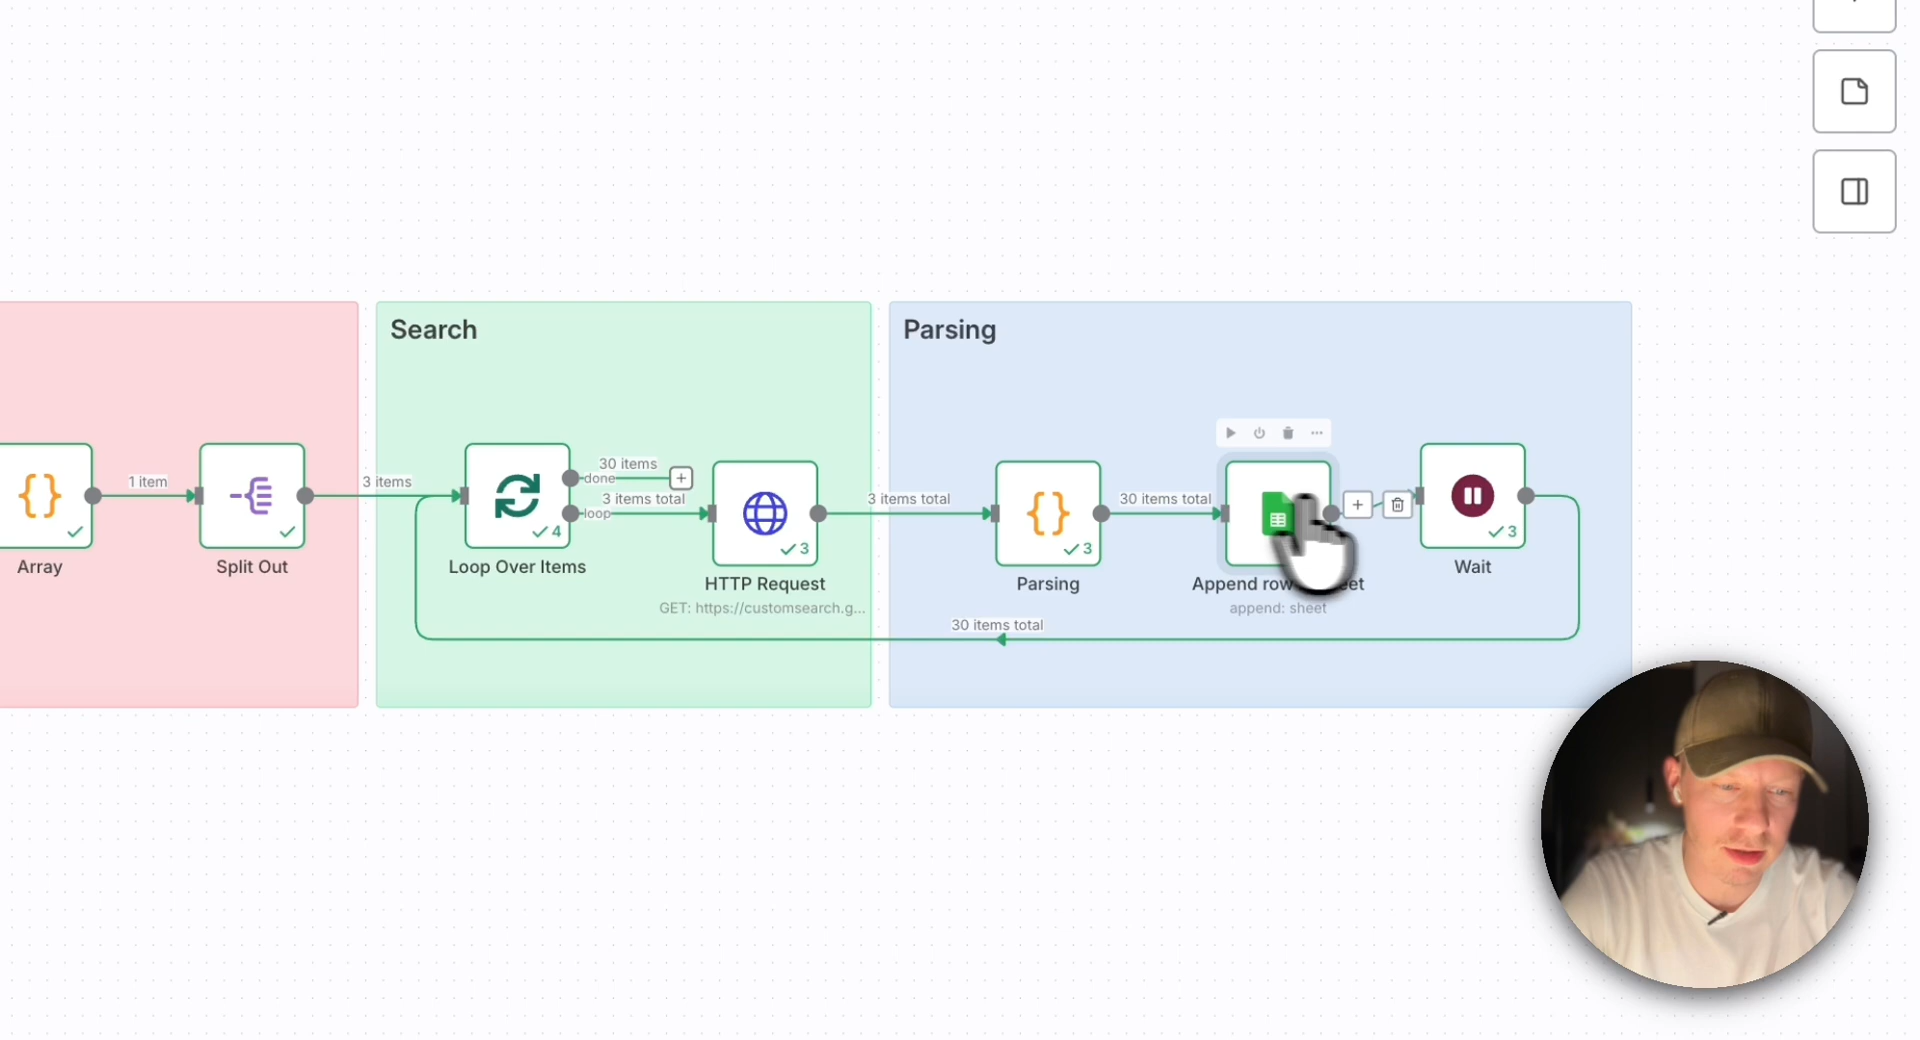 Search
Parsing
30 items
done
1 item
3 items
3 items total
loop
3 items total
30 items total
4
3
3
3
Array
Split Out
Loop Over Items
HTTP Request
GET: https://customsearch.g...
Parsing
Append row
append: sheet
Wait
30 items total